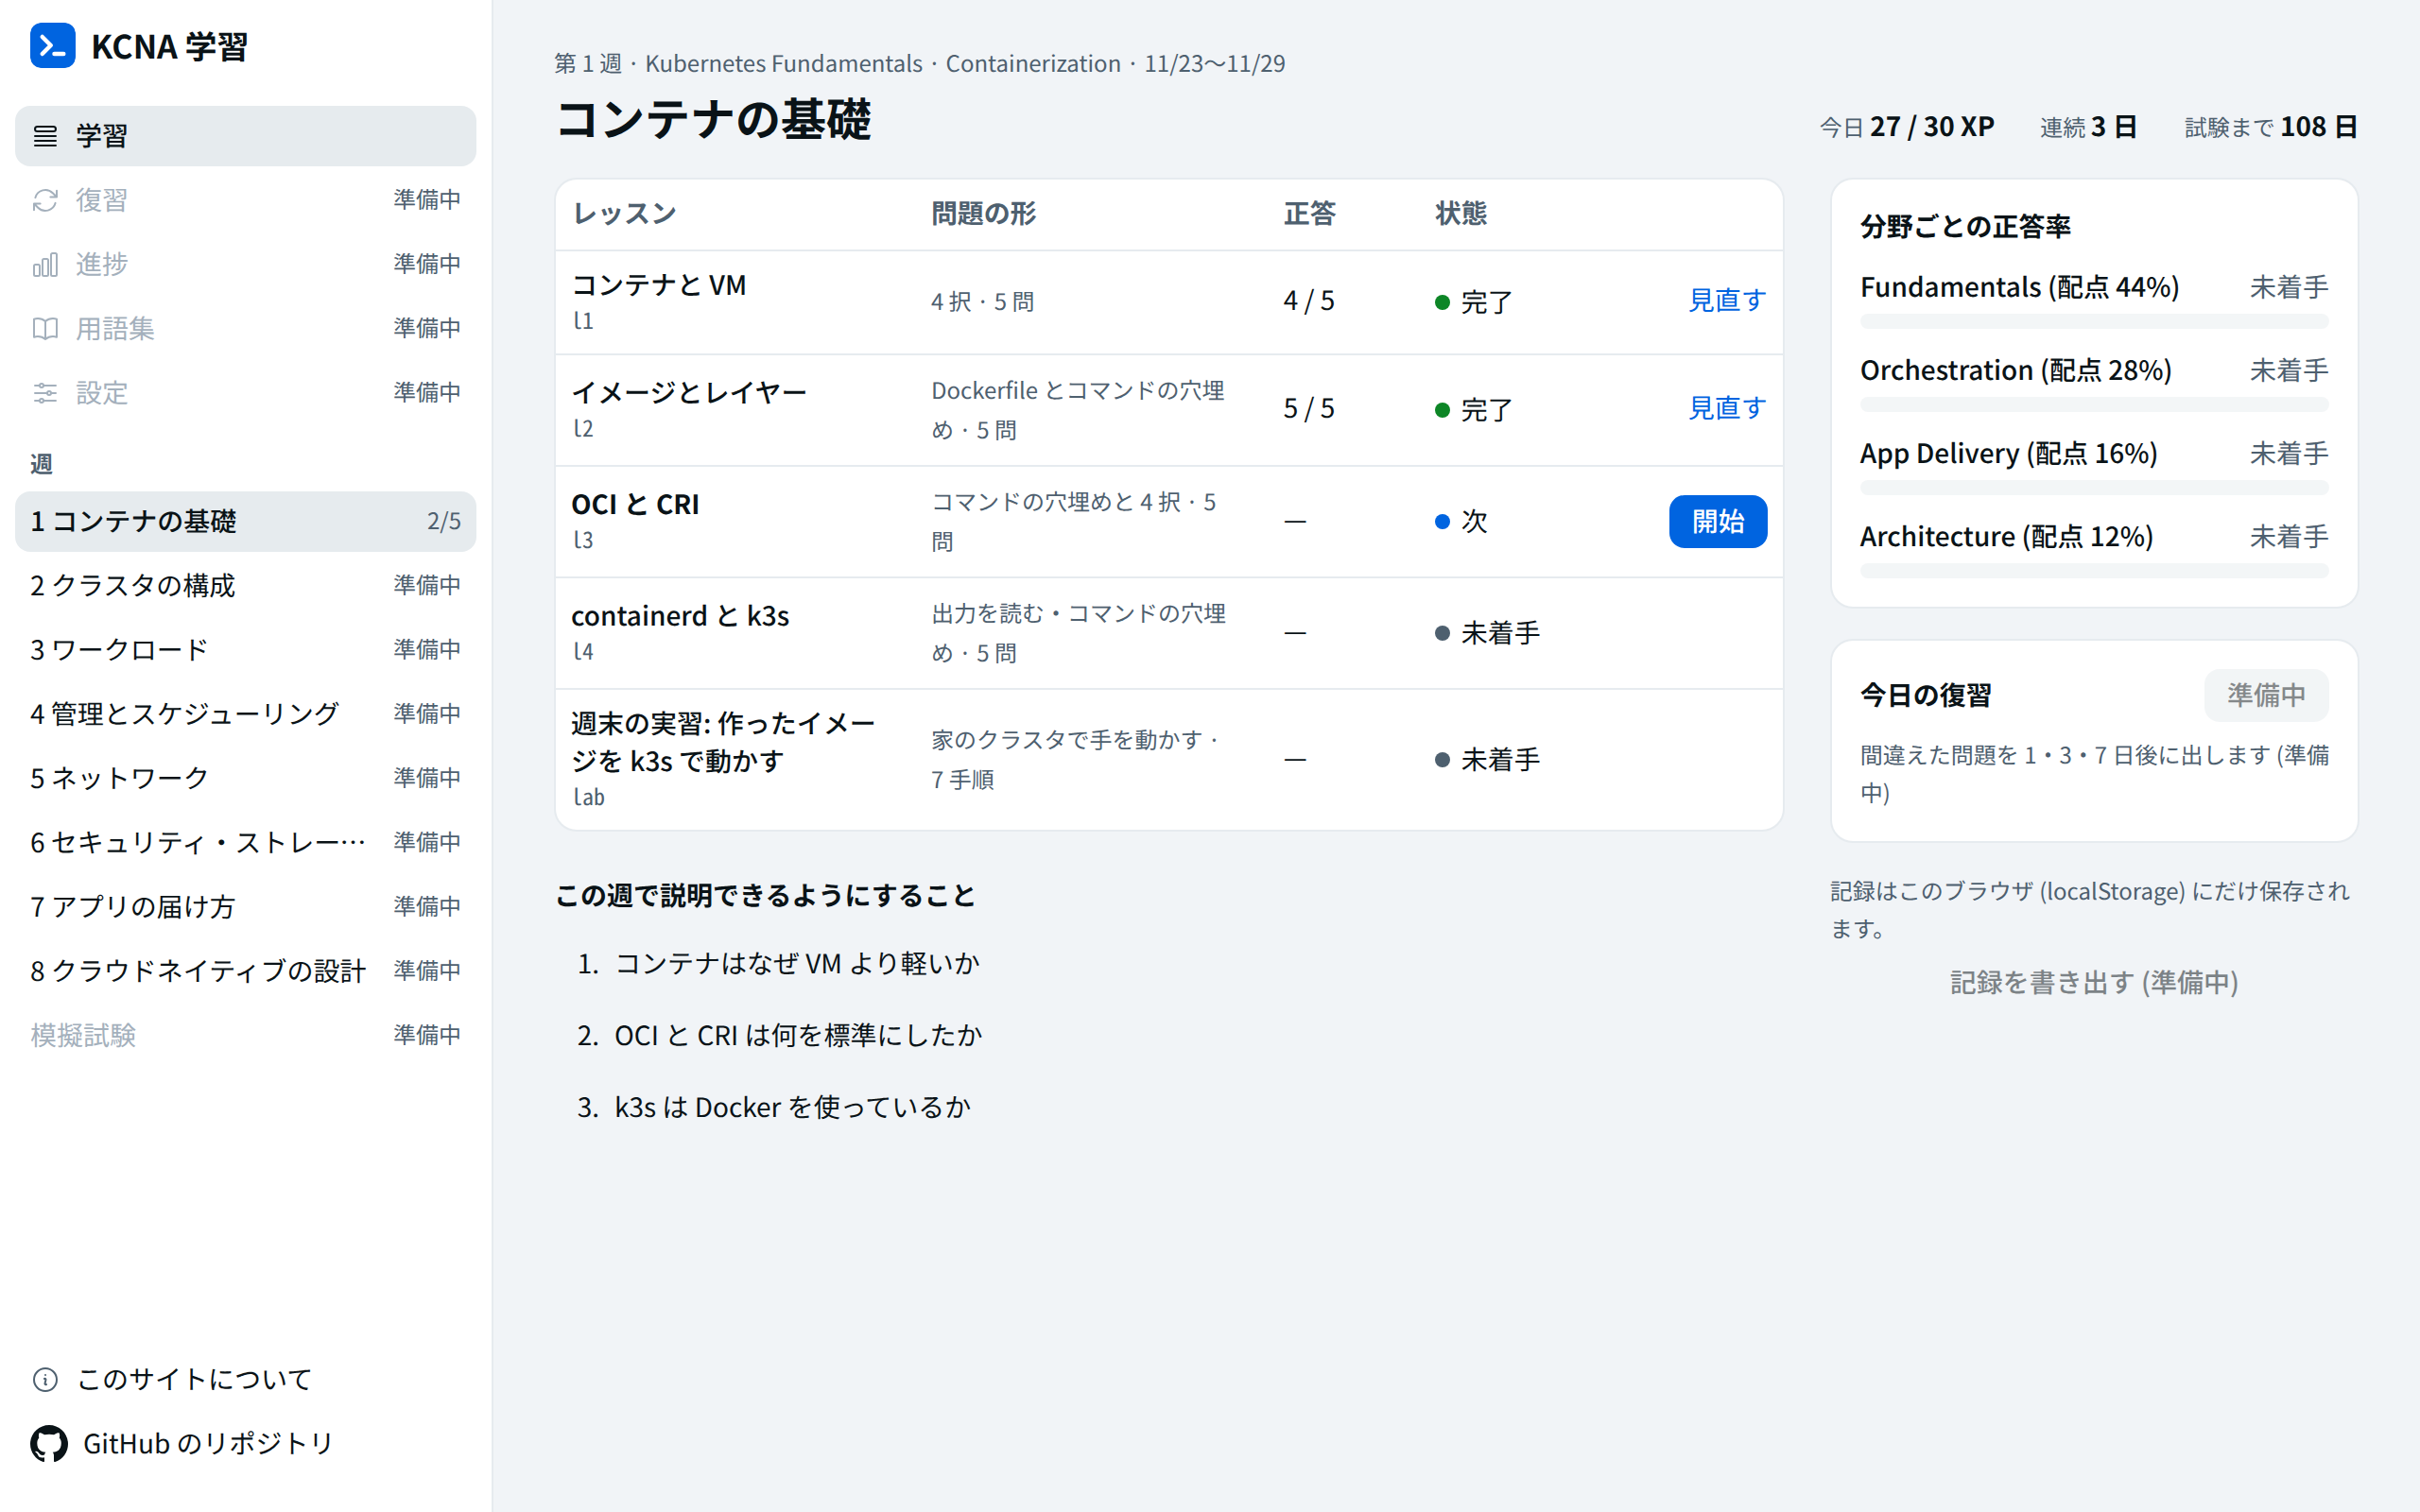 KCNA 学習
学習
復習 準備中
進捗 準備中
用語集 準備中
設定 準備中
週
1 コンテナの基礎 2/5
2 クラスタの構成 準備中
3 ワークロード 準備中
4 管理とスケジューリング 準備中
5 ネットワーク 準備中
6 セキュリティ・ストレー… 準備中
7 アプリの届け方 準備中
8 クラウドネイティブの設計 準備中
模擬試験 準備中
このサイトについて
GitHub のリポジトリ
第 1 週 · Kubernetes Fundamentals · Containerization · 11/23〜11/29
コンテナの基礎
今日 27 / 30 XP 連続 3 日 試験まで 108 日
レッスン 問題の形 正答 状態
コンテナと VM
l1
4 択 · 5 問
4 / 5
完了
見直す
イメージとレイヤー
l2
Dockerfile とコマンドの穴埋
め · 5 問
5 / 5
完了
見直す
OCI と CRI
l3
コマンドの穴埋めと 4 択 · 5
問
—
次
開始
containerd と k3s
l4
出力を読む・コマンドの穴埋
め · 5 問
—
未着手
週末の実習: 作ったイメー
ジを k3s で動かす
lab
家のクラスタで手を動かす ·
7 手順
—
未着手
この週で説明できるようにすること
1. コンテナはなぜ VM より軽いか
2. OCI と CRI は何を標準にしたか
3. k3s は Docker を使っているか
分野ごとの正答率
Fundamentals (配点 44%) 未着手
Orchestration (配点 28%) 未着手
App Delivery (配点 16%) 未着手
Architecture (配点 12%) 未着手
今日の復習 準備中
間違えた問題を 1・3・7 日後に出します (準備
中)
記録はこのブラウザ (localStorage) にだけ保存され
ます。
記録を書き出す (準備中)